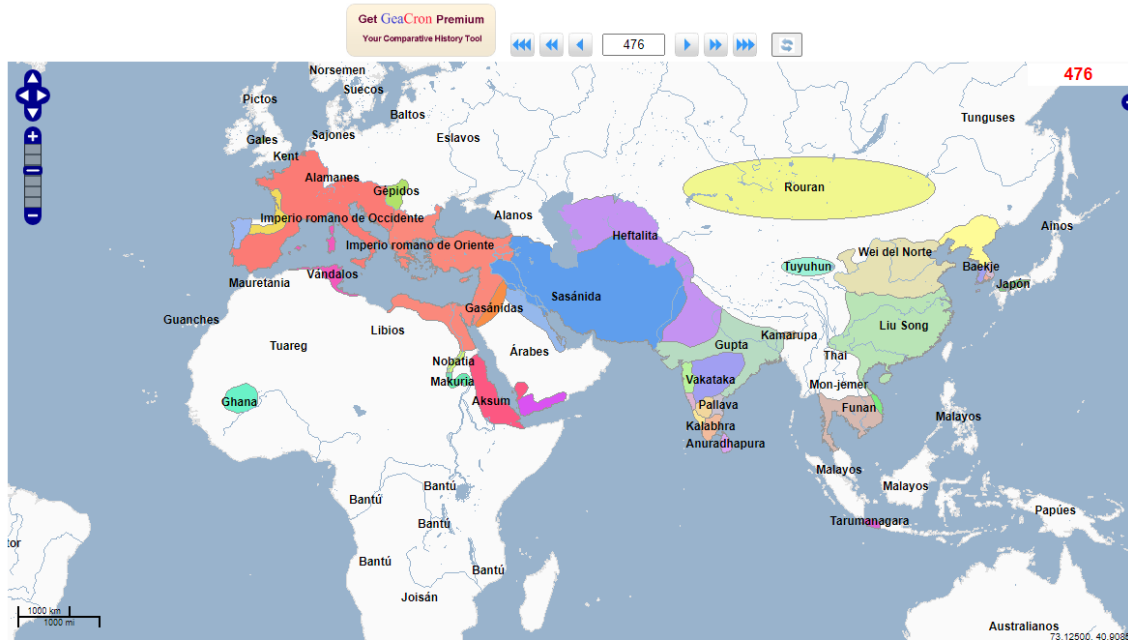 Get GeaCron Premium
Your Comparative History Tool
476
476
Norsemen
Suecos
Pictos
Baltos
Tunguses
Sajones
Eslavos
Gales
Kent
Alamanes
Gépidos
Rouran
Imperio romano de Occidente
Alanos
Ainos
Heftalita
Imperio romano de Oriente
Wei del Norte
Tuyuhun
Baekje
Vándalos
Mauretania
Japón
Sasánida
Gasánidas
Guanches
Libios
Liu Song
Kamarupa
Tuareg
Gupta
Árabes
Thai
Nobatia
Makuria
Vakataka
Mon-jemer
Ghana
Aksum
Pallava
Funan
Malayos
Kalabhra
Anuradhapura
Malayos
Bantú
Malayos
Bantú
Papúes
Tarumanagara
Bantú
Bantú
Bantú
Joisán
1000 km
1000 mi
Australianos